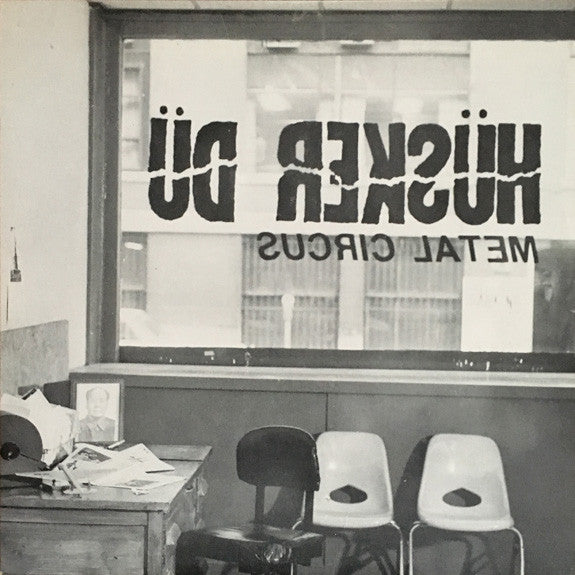 HÜSKER DÜ
METAL CIRCUS